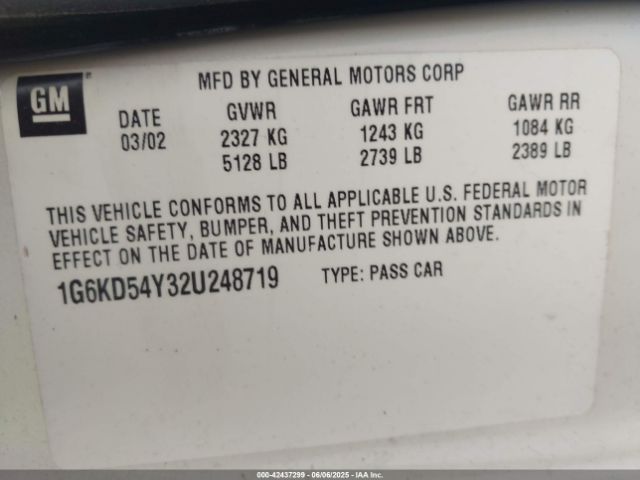 GM
MFD BY GENERAL MOTORS CORP
DATE GVWR GAWR FRT GAWR RR
03/02 2327 KG 1243 KG 1084 KG
5128 LB 2739 LB 2389 LB
THIS VEHICLE CONFORMS TO ALL APPLICABLE U.S. FEDERAL MOTOR
VEHICLE SAFETY, BUMPER, AND THEFT PREVENTION STANDARDS IN
EFFECT ON THE DATE OF MANUFACTURE SHOWN ABOVE.
1G6KD54Y32U248719 TYPE: PASS CAR
000-42437299 - 06/06/2025 - IAAI.COM